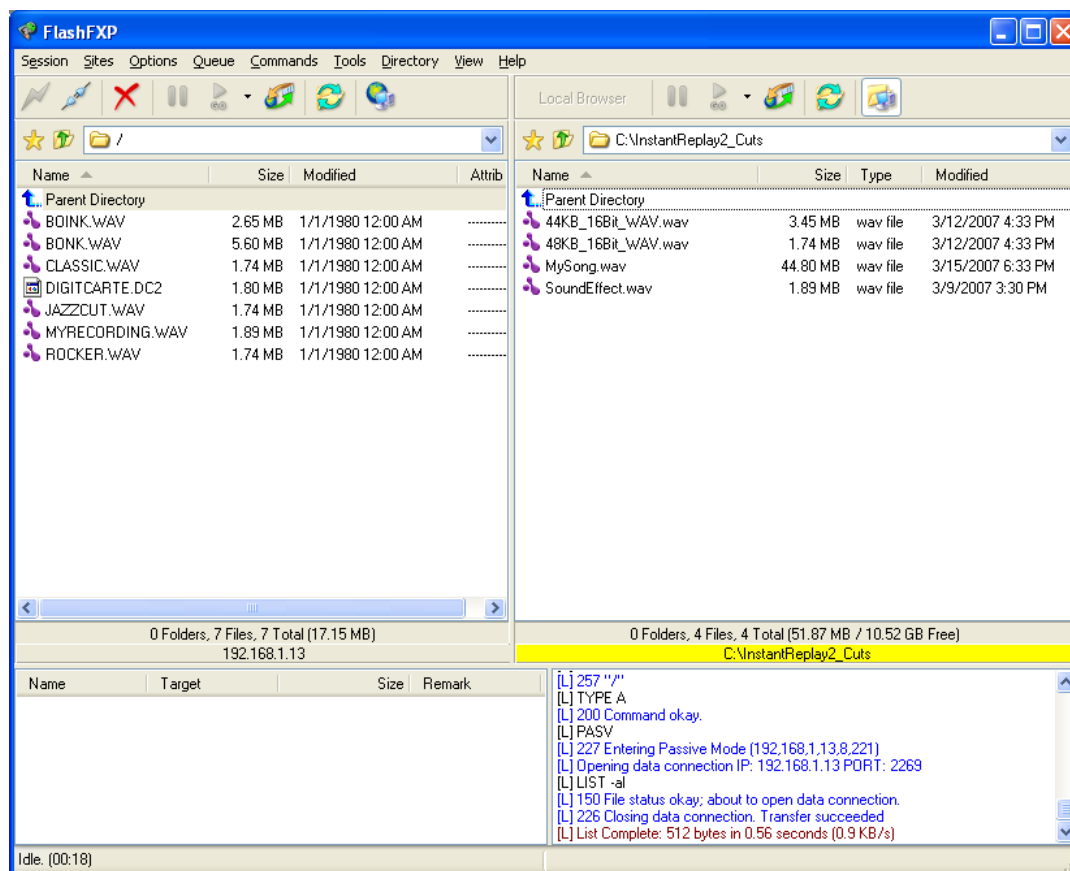 FlashFXP
Session Sites Options Queue Commands Tools Directory View Help
Local Browser
/
C:\InstantReplay2_Cuts
Name Size Modified Attrib
Parent Directory
BOINK.WAV 2.65 MB 1/1/1980 12:00 AM ----------
BONK.WAV 5.60 MB 1/1/1980 12:00 AM ----------
CLASSIC.WAV 1.74 MB 1/1/1980 12:00 AM ----------
DIGITCARTE.DC2 1.80 MB 1/1/1980 12:00 AM ----------
JAZZCUT.WAV 1.74 MB 1/1/1980 12:00 AM ----------
MYRECORDING.WAV 1.89 MB 1/1/1980 12:00 AM ----------
ROCKER.WAV 1.74 MB 1/1/1980 12:00 AM ----------
0 Folders, 7 Files, 7 Total (17.15 MB)
192.168.1.13
Name Size Type Modified
Parent Directory
44KB_16Bit_WAV.wav 3.45 MB wav file 3/12/2007 4:33 PM
48KB_16Bit_WAV.wav 1.74 MB wav file 3/12/2007 4:33 PM
MySong.wav 44.80 MB wav file 3/15/2007 6:33 PM
SoundEffect.wav 1.89 MB wav file 3/9/2007 3:30 PM
0 Folders, 4 Files, 4 Total (51.87 MB / 10.52 GB Free)
C:\InstantReplay2_Cuts
Name Target Size Remark
[L] 257 "/"
[L] TYPE A
[L] 200 Command okay.
[L] PASV
[L] 227 Entering Passive Mode (192,168,1,13,8,221)
[L] Opening data connection IP: 192.168.1.13 PORT: 2269
[L] LIST -al
[L] 150 File status okay; about to open data connection.
[L] 226 Closing data connection. Transfer succeeded
[L] List Complete: 512 bytes in 0.56 seconds (0.9 KB/s)
Idle. (00:18)